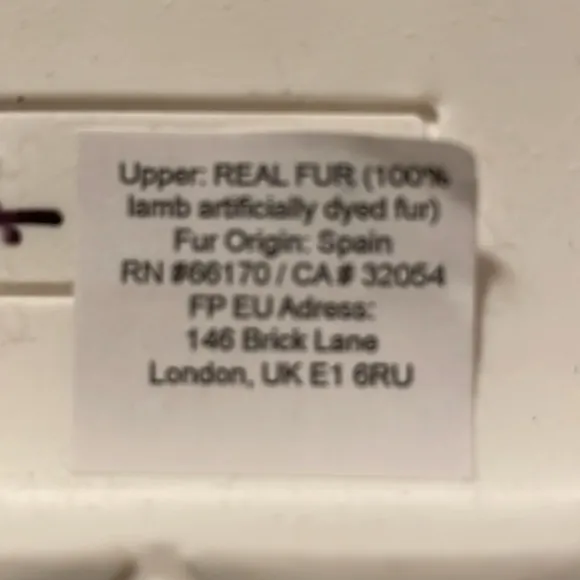 Upper: REAL FUR (100%
lamb artificially dyed fur)
Fur Origin: Spain
RN #66170 / CA# 32054
FP EU Adress:
146 Brick Lane
London, UK E1 6RU